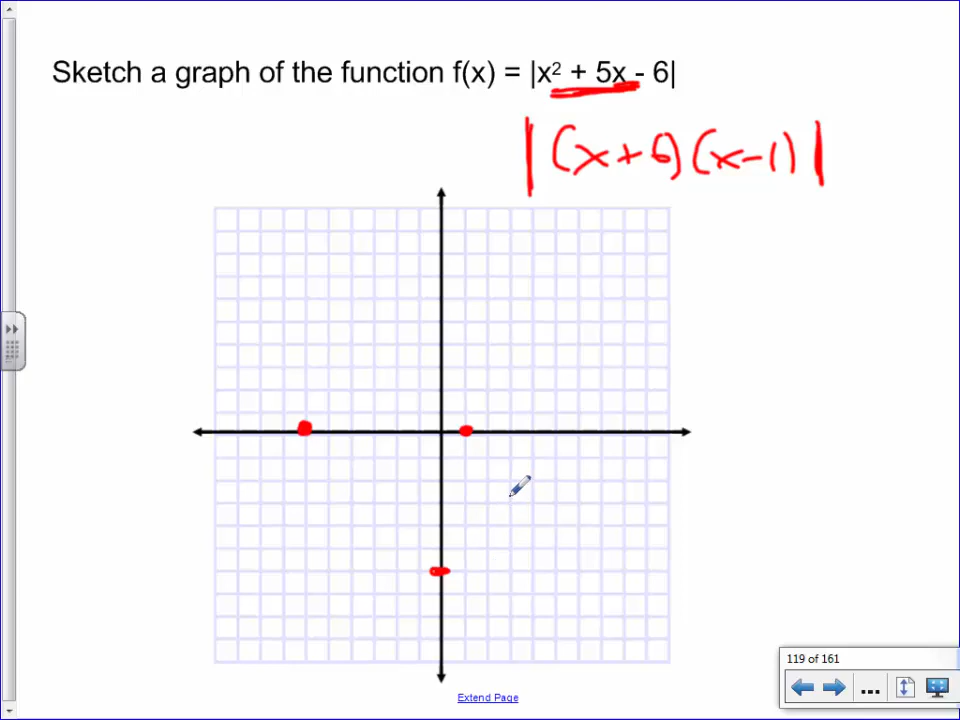 Sketch a graph of the function f(x) = |x² + 5x - 6|
|(x+6)(x-1)|
119 of 161
...
Extend Page